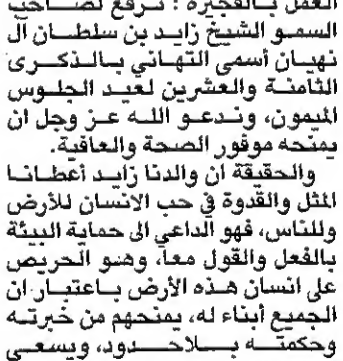 العمل بالفجيرة : نرفع لصاحب
السمو الشيخ زايد بن سلطان آل
نهيان أسمى التهاني بالذكرى
الثامنة والعشرين لعيد الجلوس
الميمون، وندعو الله عز وجل ان
يمنحه موفور الصحة والعافية.
والحقيقة ان والدنا زايد أعطانا
المثل والقدوة في حب الانسان للأرض
وللناس، فهو الداعي الى حماية البيئة
بالفعل والقول معا، وهو الحريص
على انسان هذه الأرض باعتبار ان
الجميع أبناء له، يمنحهم من خبرته
وحكمته بلا حدود، ويسعى